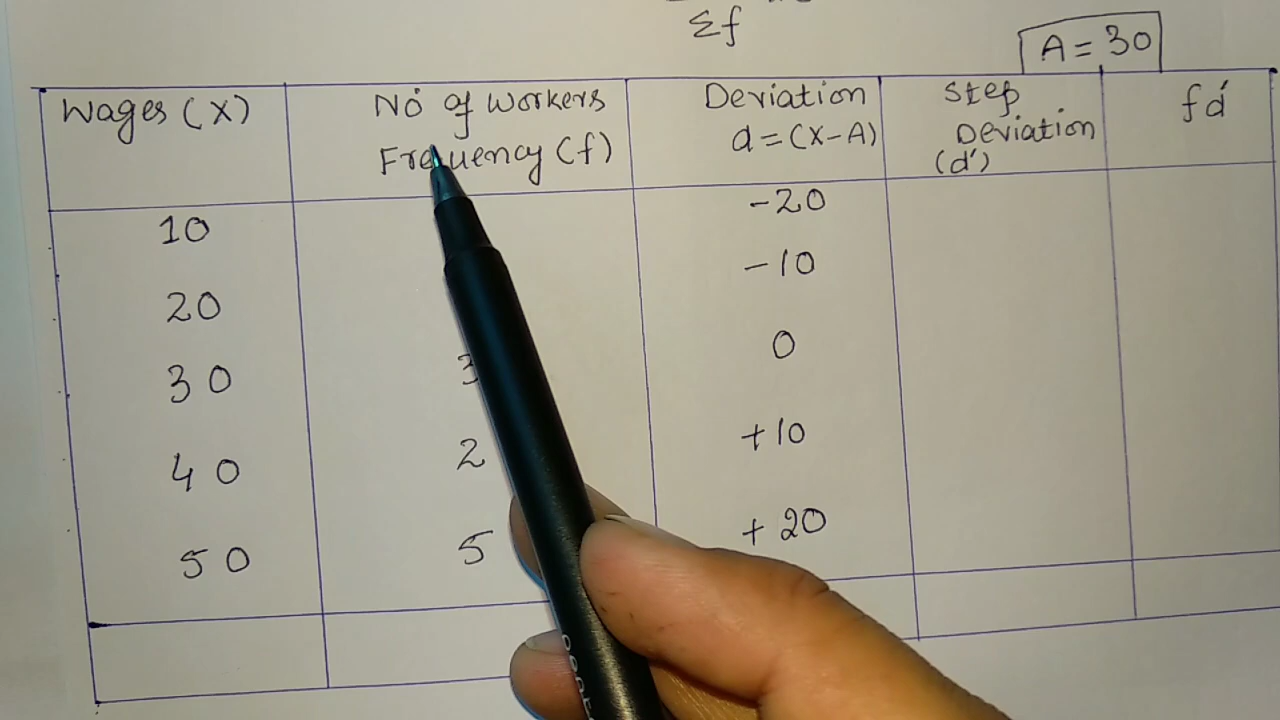 Σf
A = 30
Wages (X)
No of Workers
Frequency (f)
Deviation
d = (X-A)
Step
Deviation
(d')
fd'
10
-20
20
-10
30
3
0
40
2
+10
50
5
+20